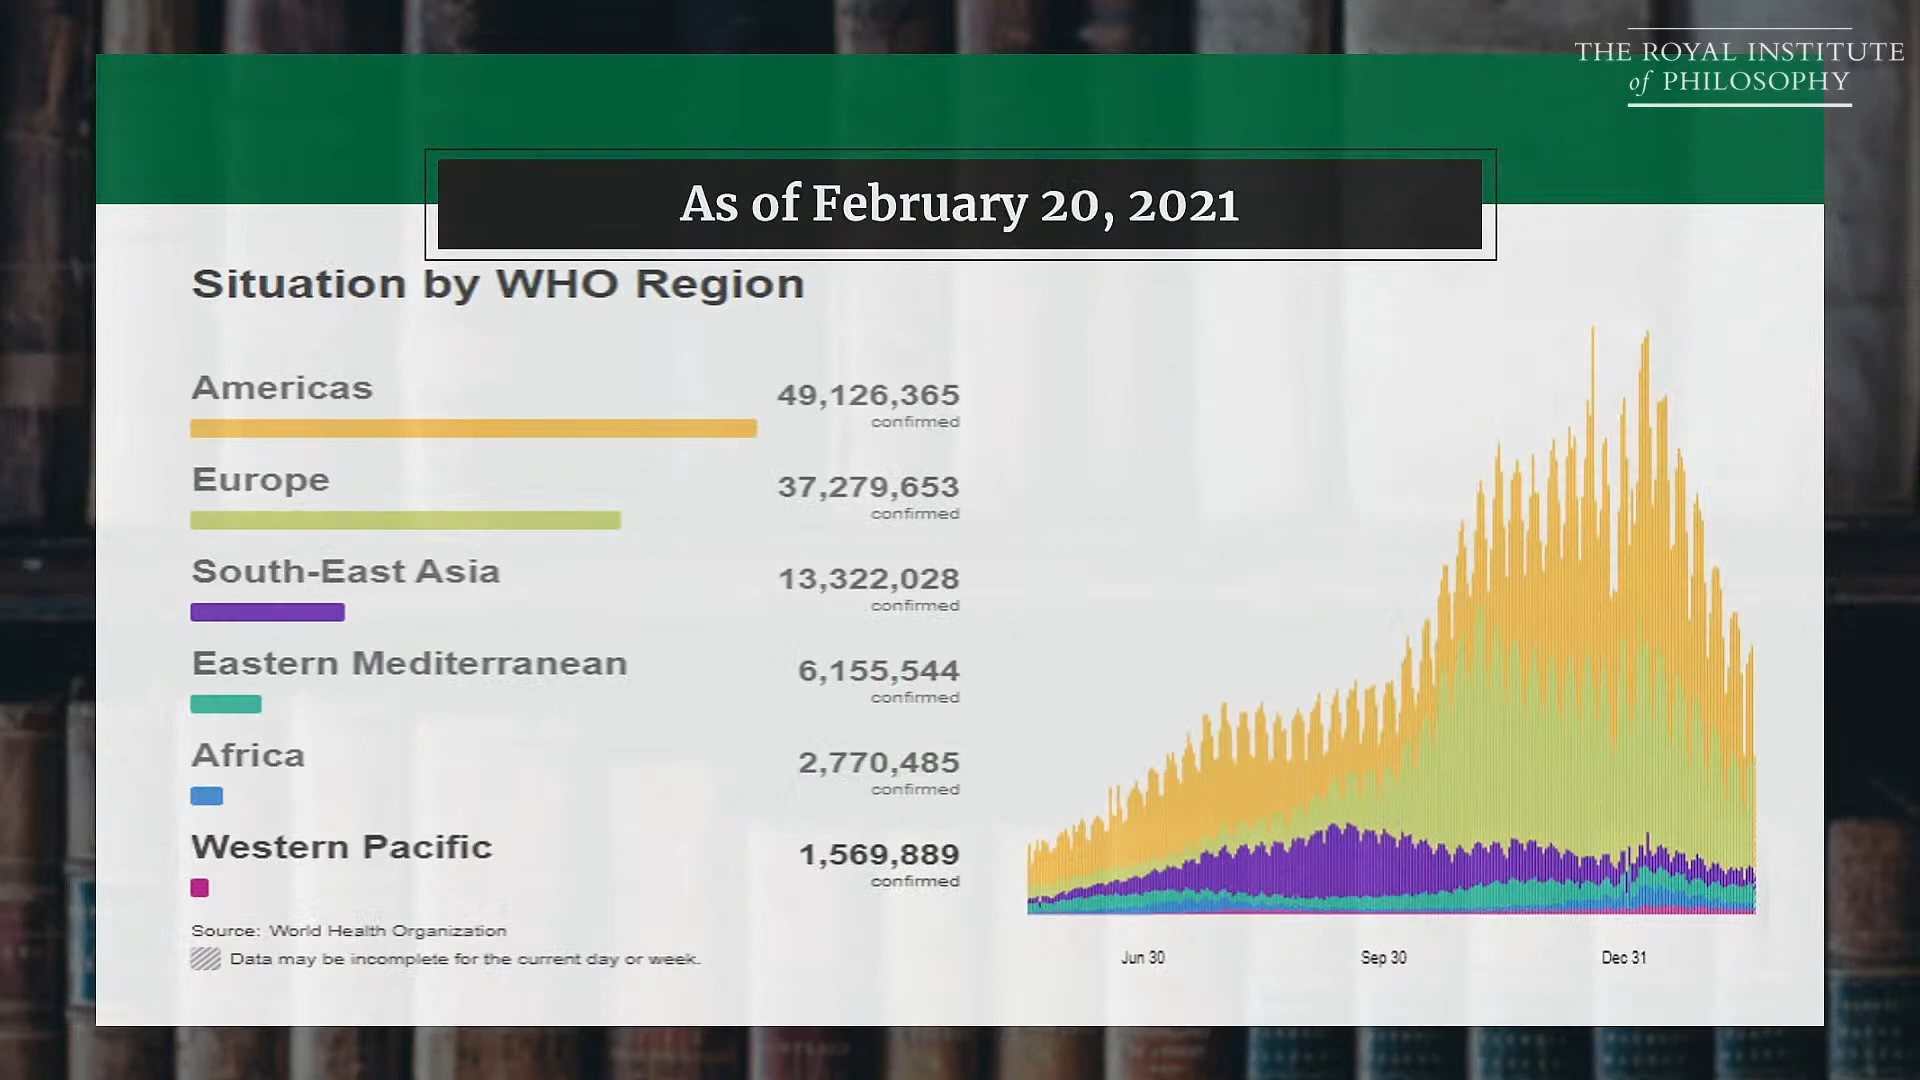 THE ROYAL INSTITUTE
of PHILOSOPHY
As of February 20, 2021
Situation by WHO Region
Americas
49,126,365
confirmed
Europe
37,279,653
confirmed
South-East Asia
13,322,028
confirmed
Eastern Mediterranean
6,155,544
confirmed
Africa
2,770,485
confirmed
Western Pacific
1,569,889
confirmed
Source: World Health Organization
Data may be incomplete for the current day or week.
Jun 30
Sep 30
Dec 31